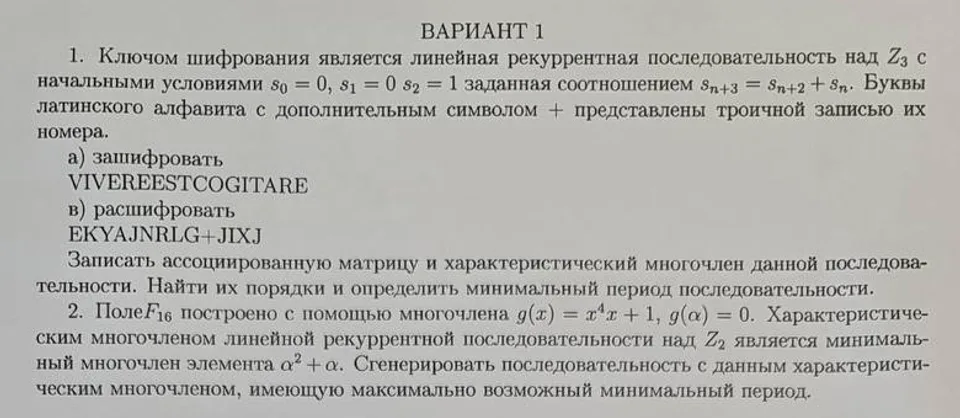 ВАРИАНТ 1
1. Ключом шифрования является линейная рекуррентная последовательность над Z₃ с
начальными условиями s₀ = 0, s₁ = 0 s₂ = 1 заданная соотношением sₙ₊₃ = sₙ₊₂ + sₙ. Буквы
латинского алфавита с дополнительным символом + представлены троичной записью их
номера.
а) зашифровать
VIVEREESTCOGITARE
в) расшифровать
EKYAJNRLG+JIXJ
Записать ассоциированную матрицу и характеристический многочлен данной последова-
тельности. Найти их порядки и определить минимальный период последовательности.
2. ПолеF₁₆ построено с помощью многочлена g(x) = x⁴x + 1, g(α) = 0. Характеристиче-
ским многочленом линейной рекуррентной последовательности над Z₂ является минималь-
ный многочлен элемента α² + α. Сгенерировать последовательность с данным характеристи-
ческим многочленом, имеющую максимально возможный минимальный период.